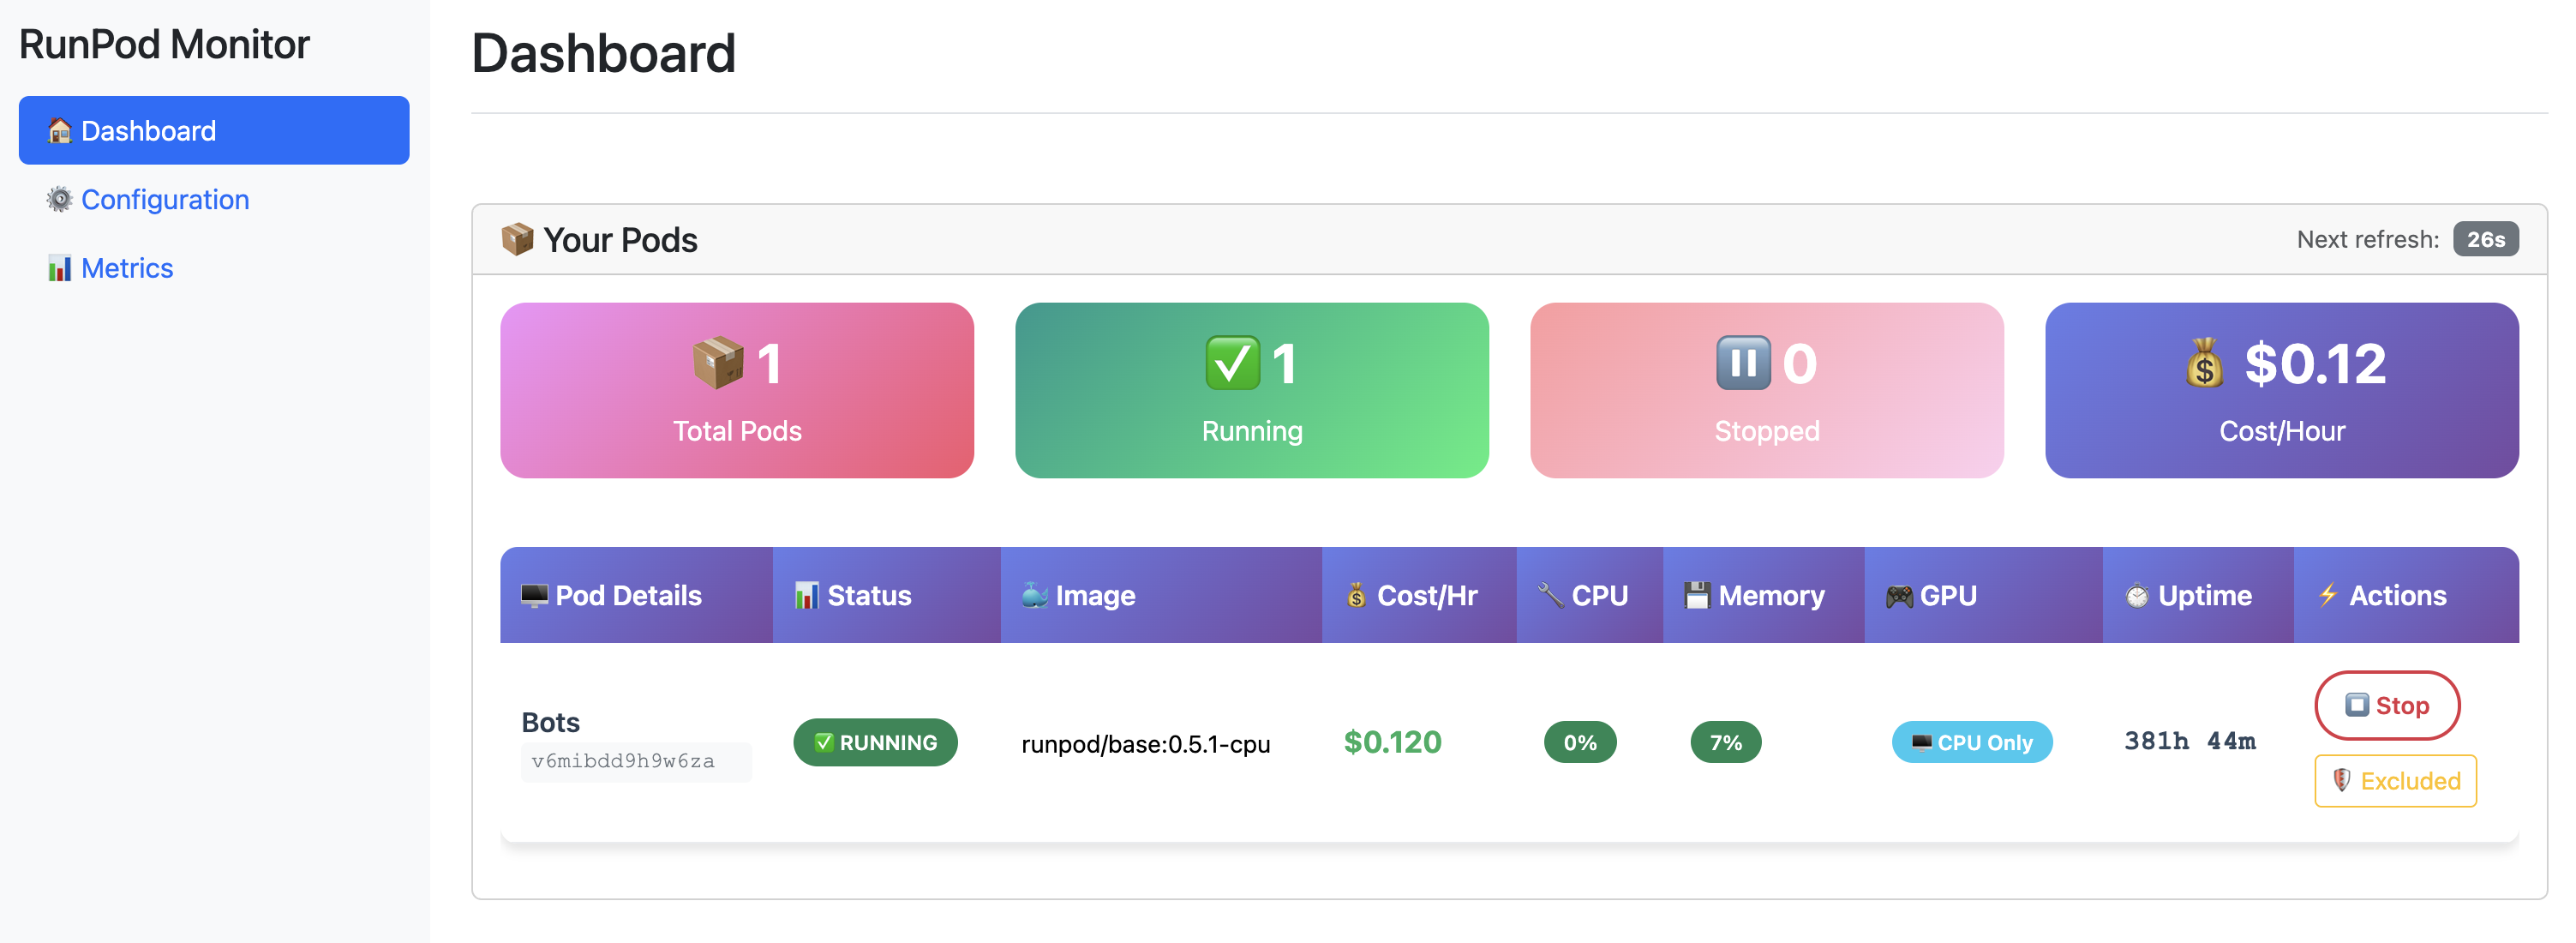 RunPod Monitor
Dashboard
Configuration
Metrics
Dashboard
Your Pods
Next refresh: 26s
1
Total Pods
1
Running
0
Stopped
$0.12
Cost/Hour
Pod Details Status Image Cost/Hr CPU Memory GPU Uptime Actions
Bots
v6mibdd9h9w6za
RUNNING
runpod/base:0.5.1-cpu
$0.120
0%
7%
CPU Only
381h 44m
Stop
Excluded